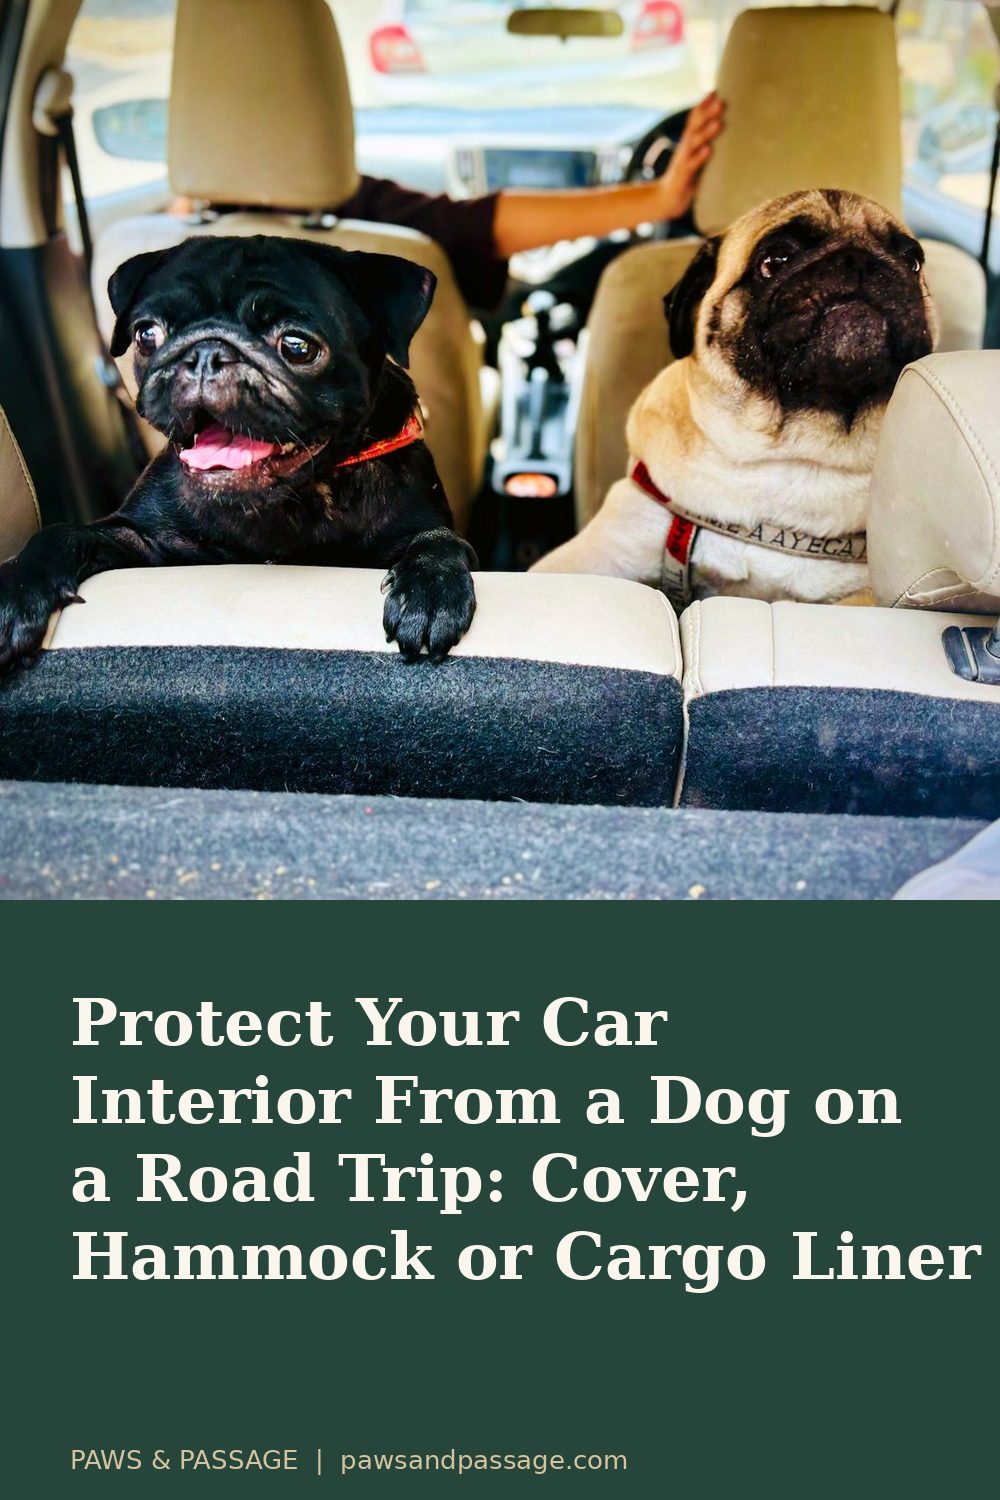 Protect Your Car
Interior From a Dog on
a Road Trip: Cover,
Hammock or Cargo Liner
PAWS & PASSAGE | pawsandpassage.com